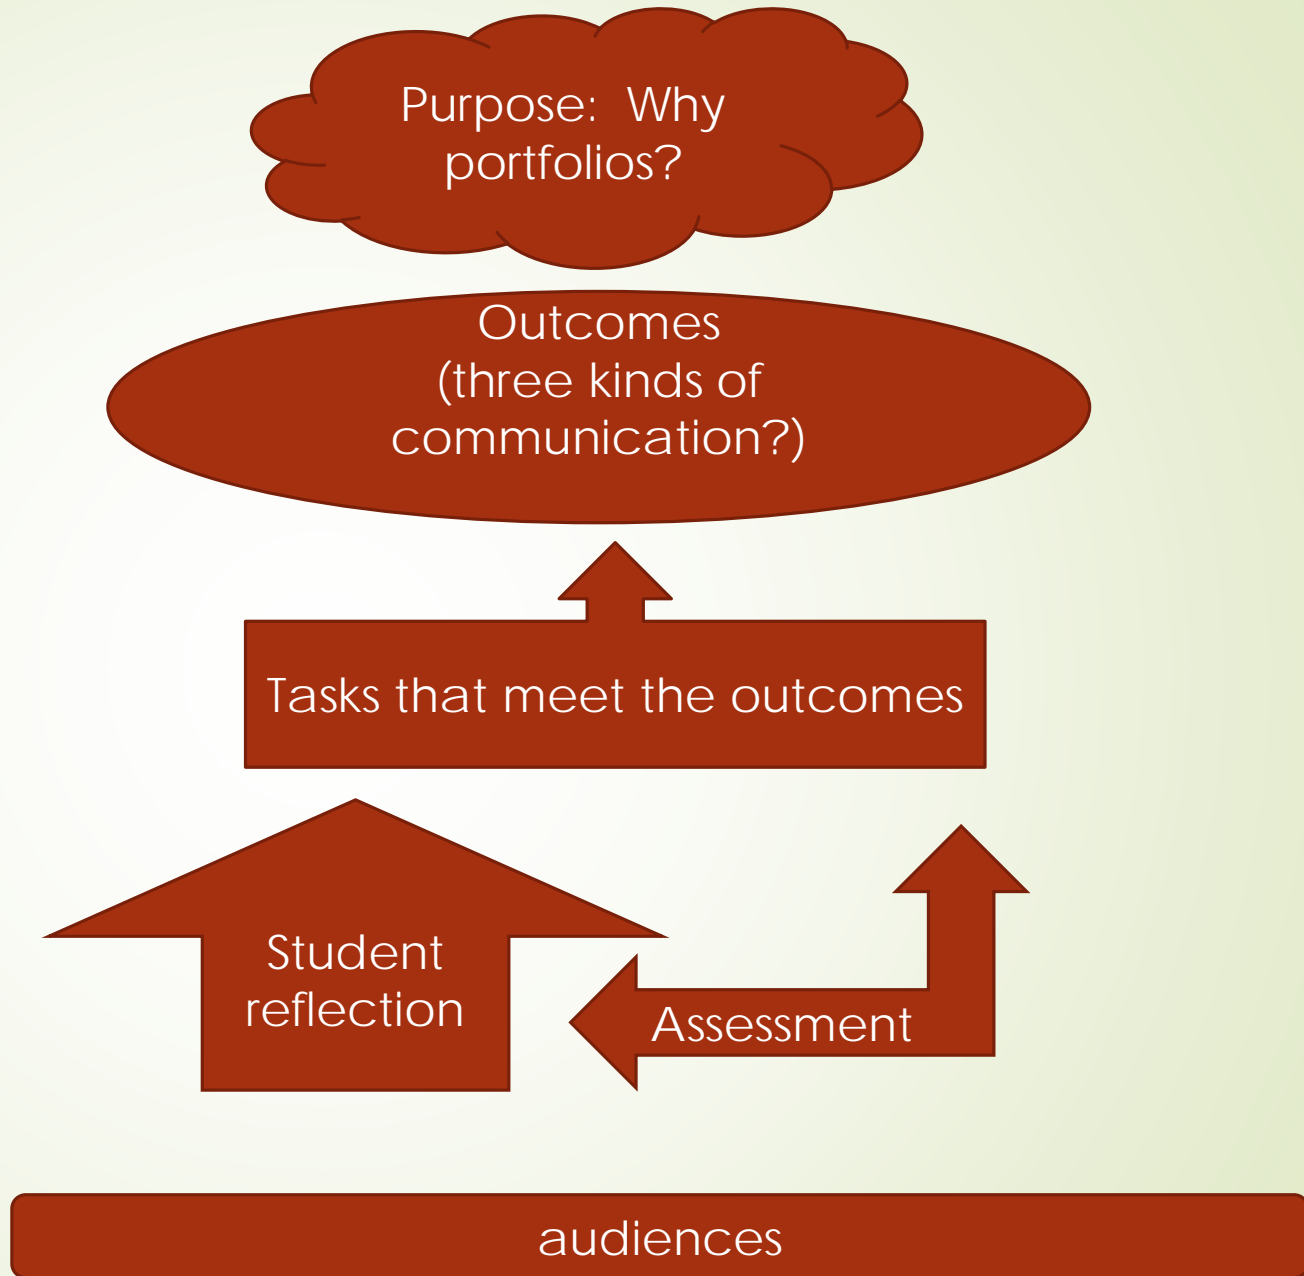 Purpose: Why
portfolios?
Outcomes
(three kinds of
communication?)
Tasks that meet the outcomes
Student
reflection
Assessment
audiences